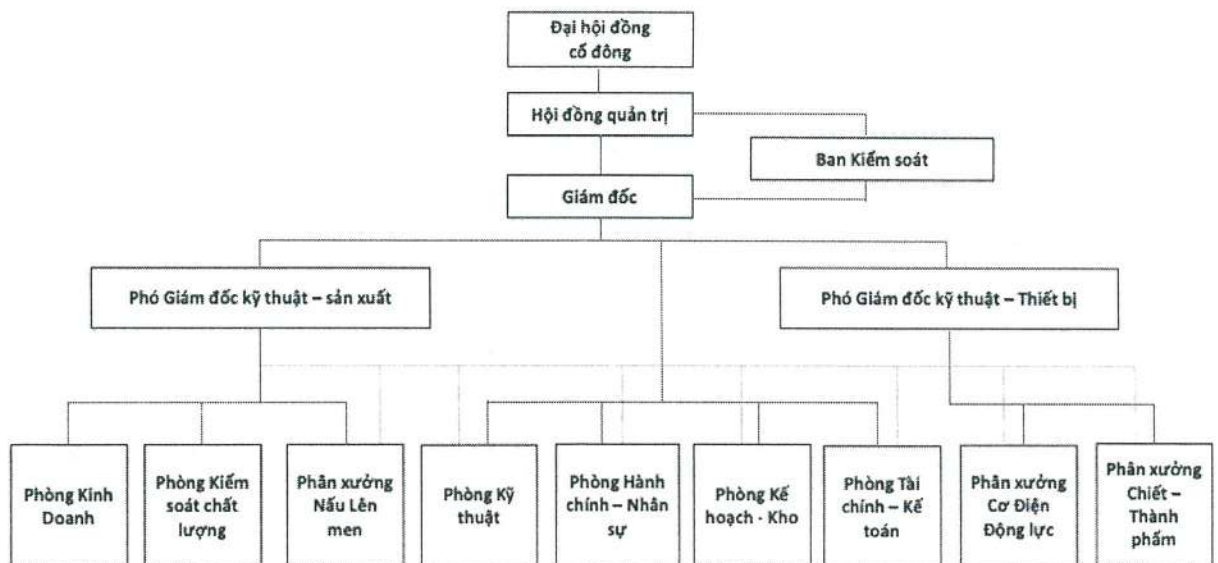 Đại hội đồng
cổ đông
Hội đồng quản trị
Ban Kiểm soát
Giám đốc
Phó Giám đốc kỹ thuật – sản xuất
Phó Giám đốc kỹ thuật – Thiết bị
Phòng Kinh
Doanh
Phòng Kiểm
soát chất
lượng
Phân xưởng
Nấu Lên
men
Phòng Kỹ
thuật
Phòng Hành
chính – Nhân
sự
Phòng Kế
hoạch - Kho
Phòng Tài
chính – Kế
toán
Phân xưởng
Cơ Điện
Động lực
Phân xưởng
Chiết –
Thành
phẩm